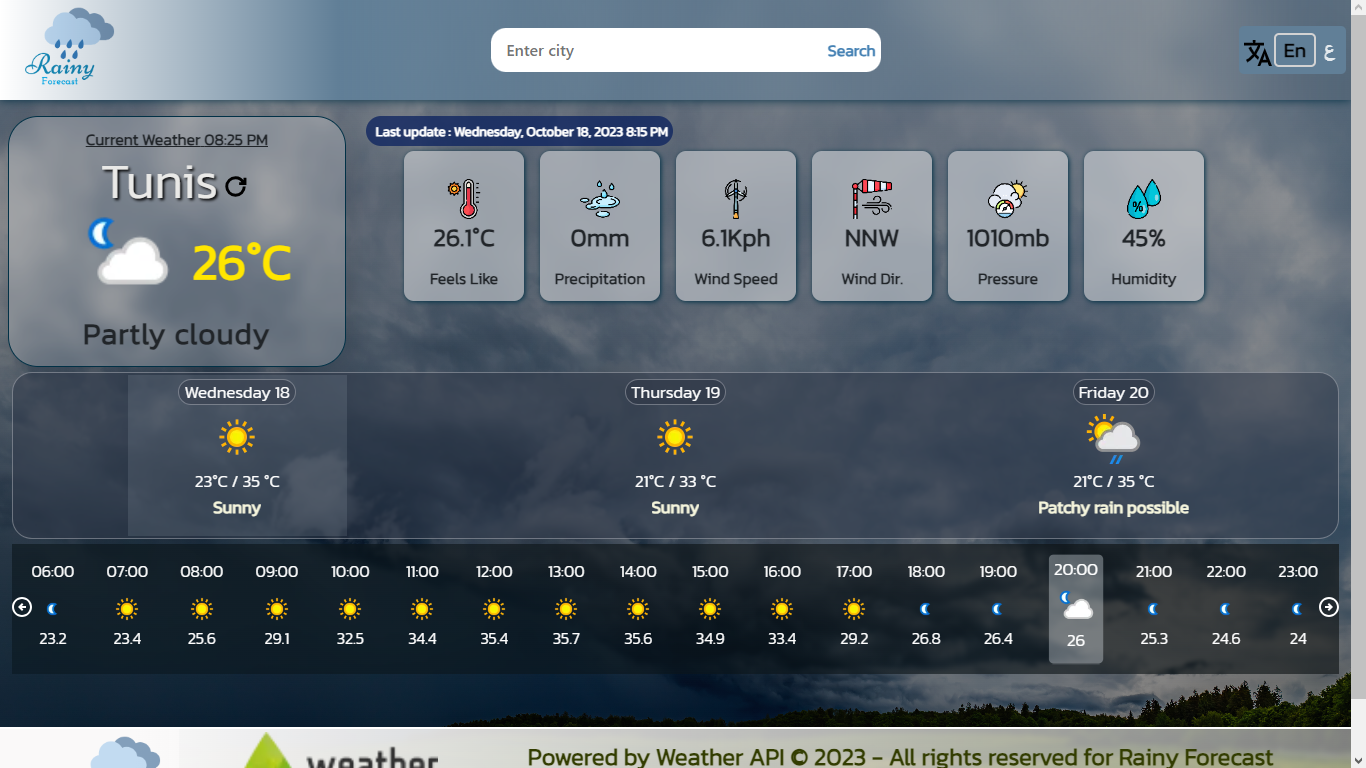 Rainy
Forecast
Enter city
Search
En
ع
Current Weather 08:25 PM
Tunis
26°C
Partly cloudy
Last update : Wednesday, October 18, 2023 8:15 PM
26.1°C
Feels Like
0mm
Precipitation
6.1Kph
Wind Speed
NNW
Wind Dir.
1010mb
Pressure
%
45%
Humidity
Wednesday 18
23°C / 35 °C
Sunny
Thursday 19
21°C / 33 °C
Sunny
Friday 20
21°C / 35 °C
Patchy rain possible
06:00 07:00 08:00 09:00 10:00 11:00 12:00 13:00 14:00 15:00 16:00 17:00 18:00 19:00 20:00 21:00 22:00 23:00
23.2 23.4 25.6 29.1 32.5 34.4 35.4 35.7 35.6 34.9 33.4 29.2 26.8 26.4 26 25.3 24.6 24
weather
Powered by Weather API © 2023 - All rights reserved for Rainy Forecast